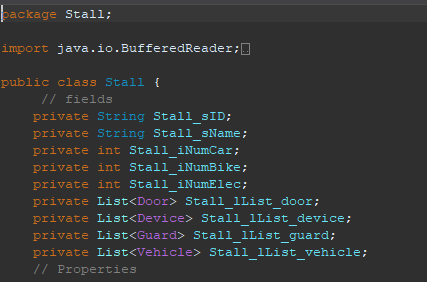 package Stall;
import java.io.BufferedReader;
public class Stall {
// fields
private String Stall_sID;
private String Stall_sName;
private int Stall_iNumCar;
private int Stall_iNumBike;
private int Stall_iNumElec;
private List<Door> Stall_lList_door;
private List<Device> Stall_lList_device;
private List<Guard> Stall_lList_guard;
private List<Vehicle> Stall_lList_vehicle;
// Properties